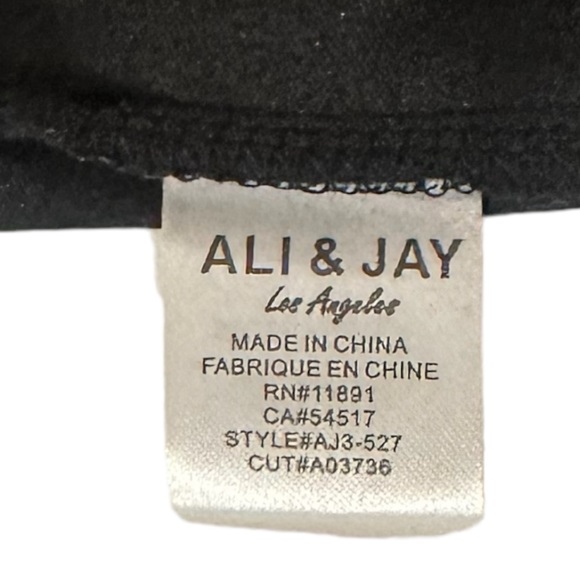 ALI & JAY
Los Angeles
MADE IN CHINA
FABRIQUE EN CHINE
RN#11891
CA#54517
STYLE#AJ3-527
CUT#A03736